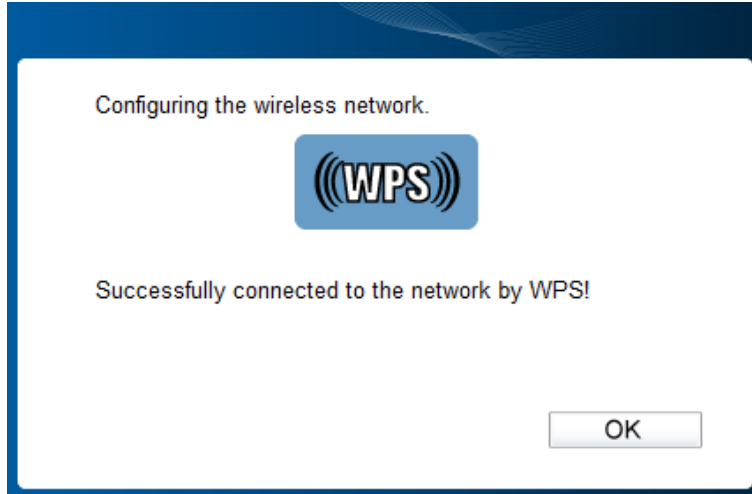 Configuring the wireless network.
WPS
Successfully connected to the network by WPS!
OK